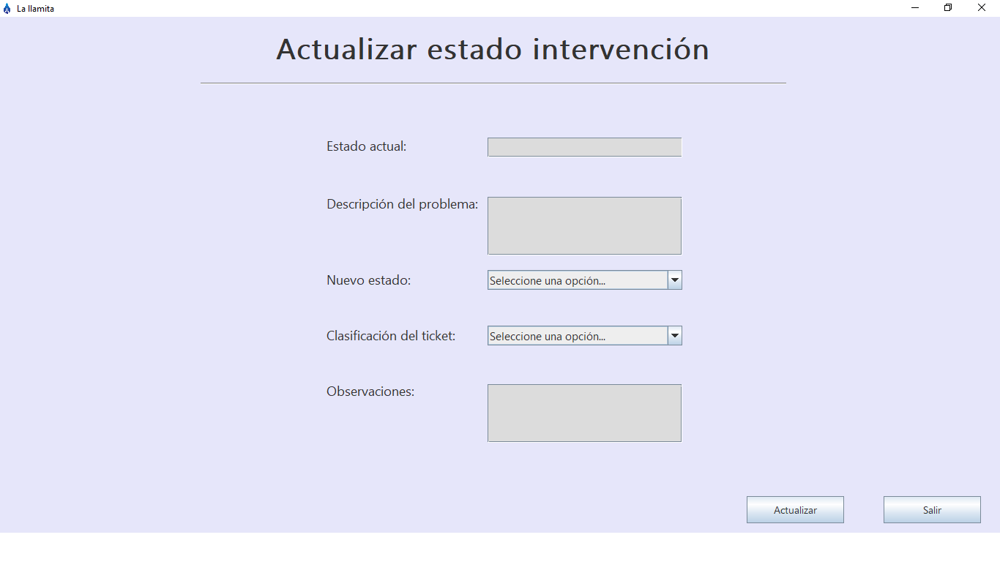 La llamita
Actualizar estado intervención
Estado actual:
Descripción del problema:
Nuevo estado:
Seleccione una opción...
Clasificación del ticket:
Seleccione una opción...
Observaciones:
Actualizar
Salir